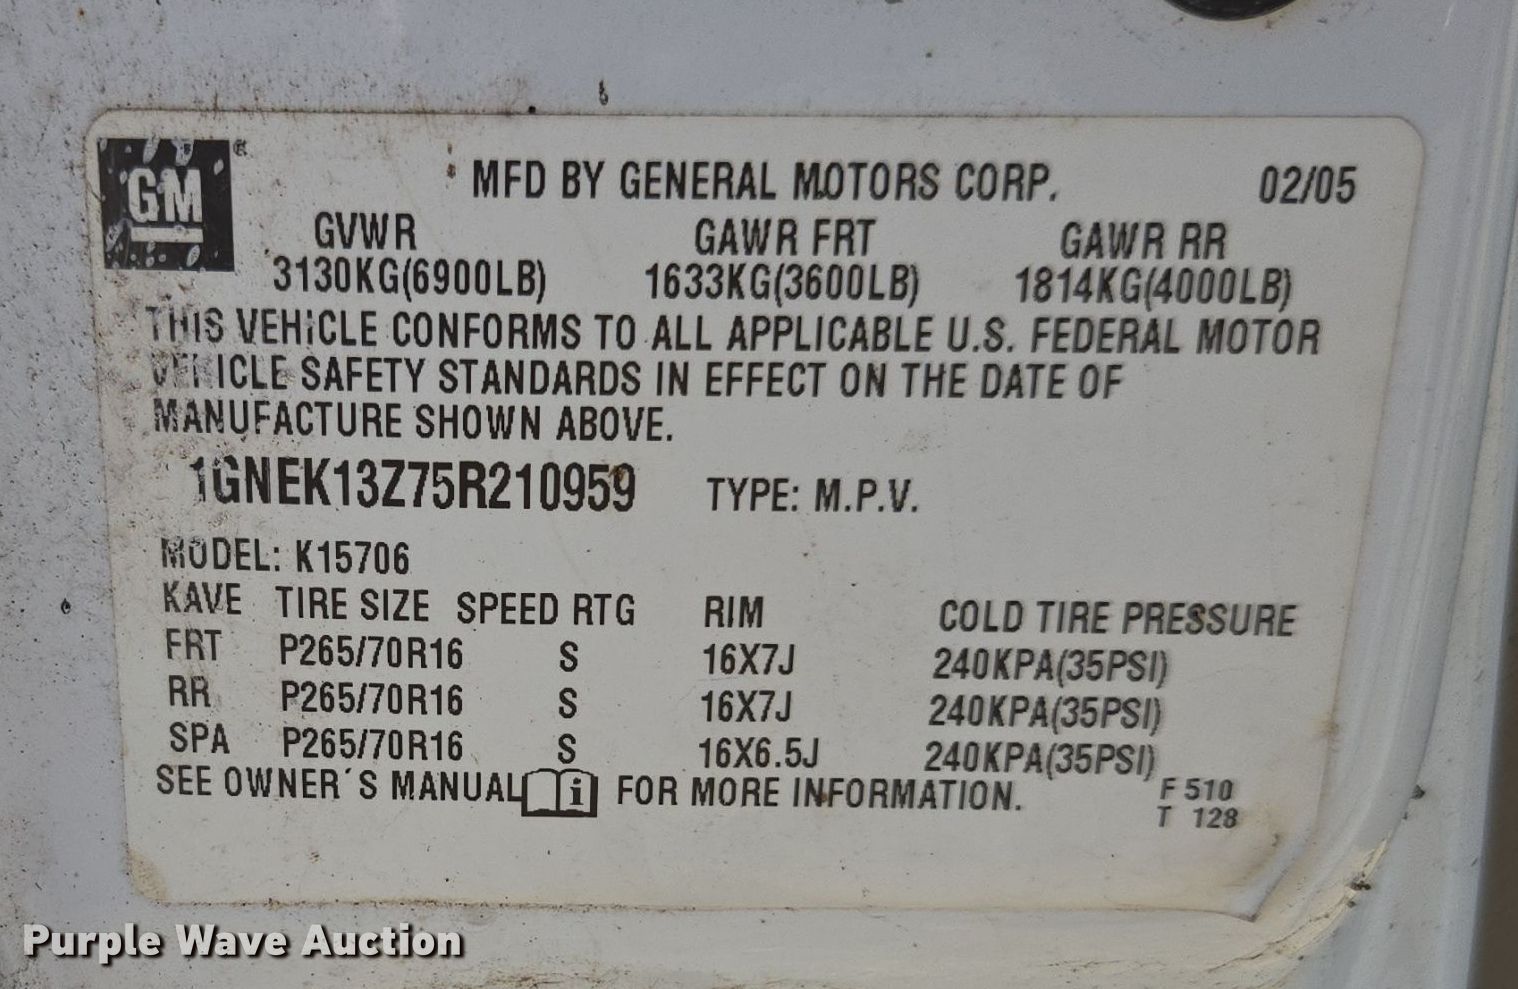 GM ®
MFD BY GENERAL MOTORS CORP. 02/05
GVWR GAWR FRT GAWR RR
3130KG(6900LB) 1633KG(3600LB) 1814KG(4000LB)
THIS VEHICLE CONFORMS TO ALL APPLICABLE U.S. FEDERAL MOTOR
VEHICLE SAFETY STANDARDS IN EFFECT ON THE DATE OF
MANUFACTURE SHOWN ABOVE.
1GNEK13Z75R210959 TYPE: M.P.V.
MODEL: K15706
KAVE TIRE SIZE SPEED RTG RIM COLD TIRE PRESSURE
FRT P265/70R16 S 16X7J 240KPA(35PSI)
RR P265/70R16 S 16X7J 240KPA(35PSI)
SPA P265/70R16 S 16X6.5J 240KPA(35PSI)
SEE OWNER´S MANUAL i FOR MORE INFORMATION.
F 510
T 128
Purple Wave Auction